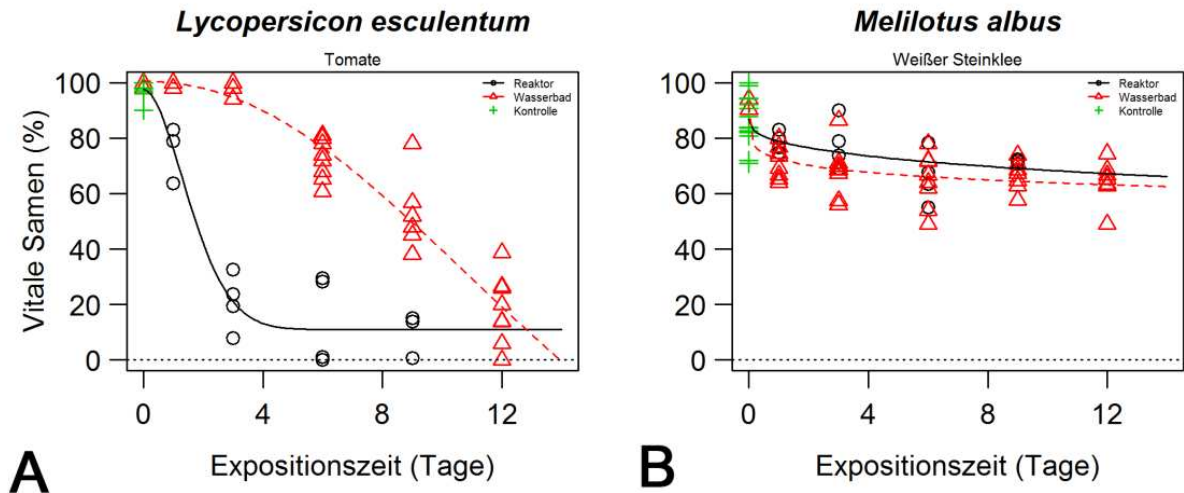 Lycopersicon esculentum
Tomate
Vitale Samen (%)
100
80
60
40
20
0
Reaktor
Wasserbad
Kontrolle
0 4 8 12
Expositionszeit (Tage)
A
Melilotus albus
Weißer Steinklee
100
80
60
40
20
0
Reaktor
Wasserbad
Kontrolle
0 4 8 12
Expositionszeit (Tage)
B